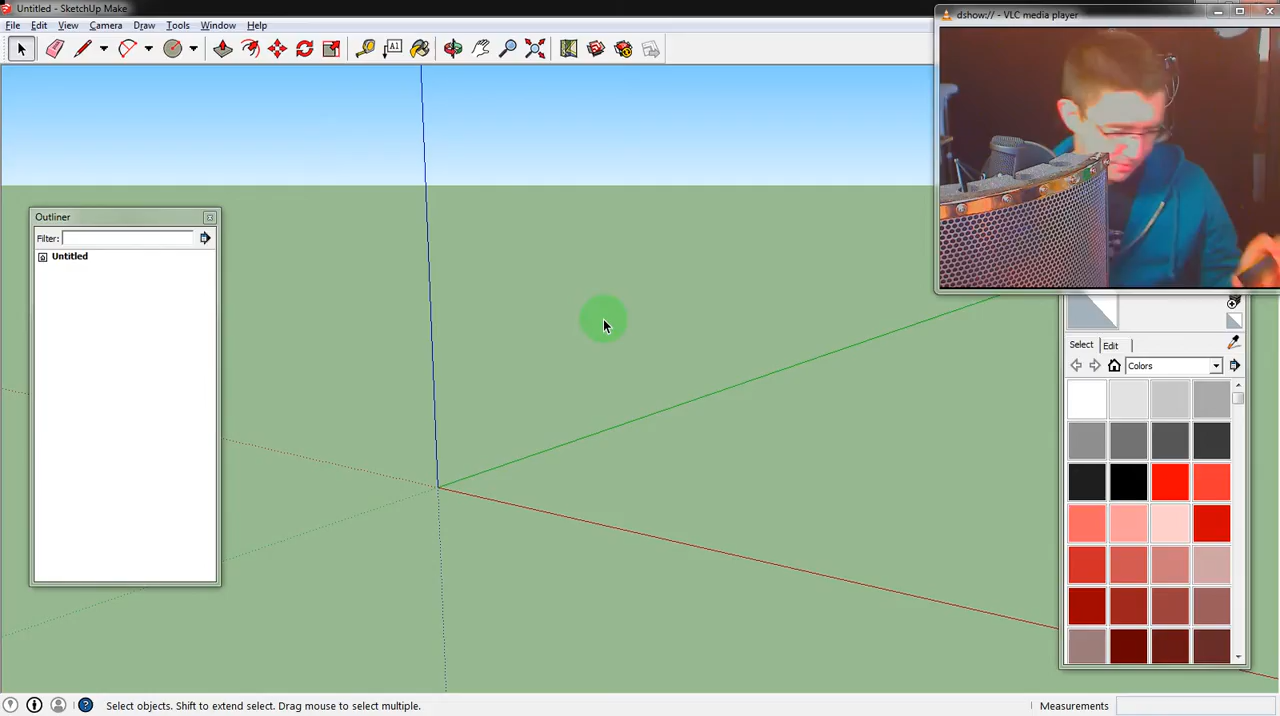 Untitled - SketchUp Make
File Edit View Camera Draw Tools Window Help
dshow:// - VLC media player
A1
Outliner
Filter:
Untitled
Select Edit
Colors
Select objects. Shift to extend select. Drag mouse to select multiple.
Measurements